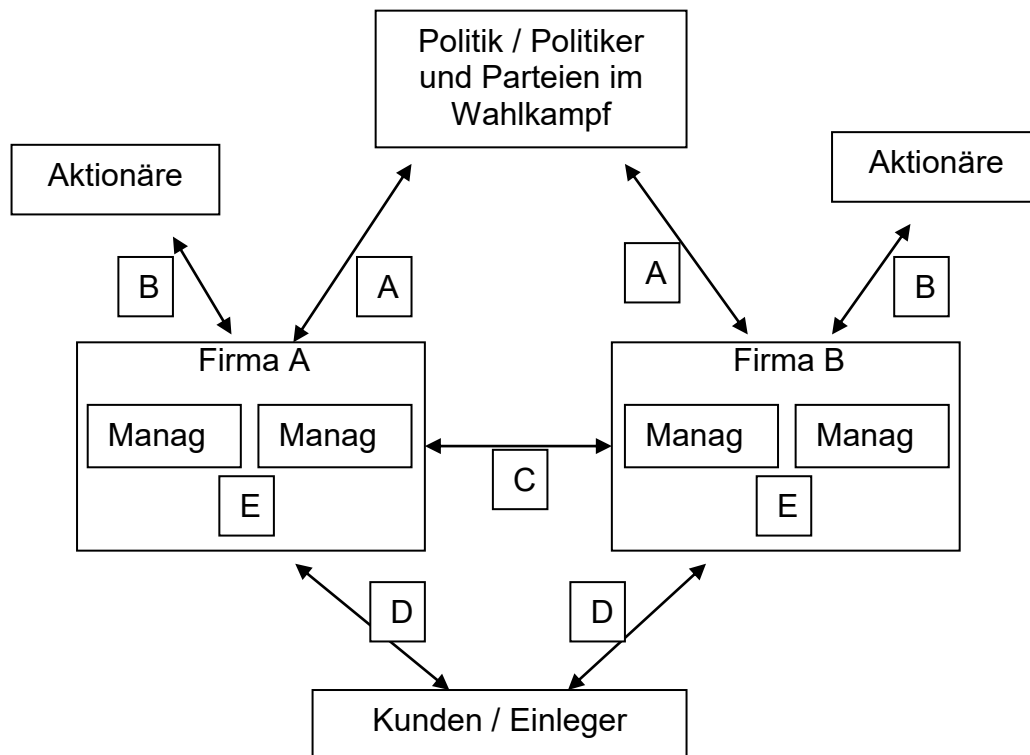 Politik / Politiker
und Parteien im
Wahlkampf
Aktionäre
Aktionäre
B
A
A
B
Firma A
Firma B
Manag
Manag
Manag
Manag
C
E
E
D
D
Kunden / Einleger